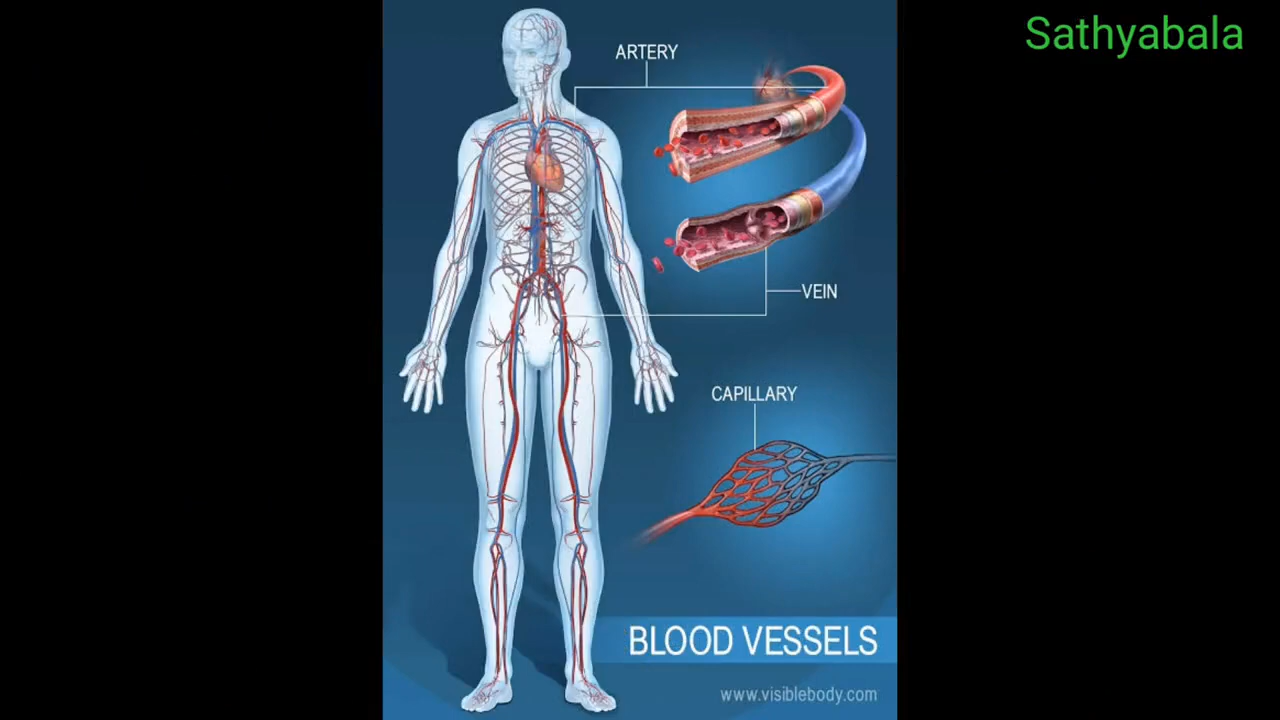 Sathyabala
ARTERY
VEIN
CAPILLARY
BLOOD VESSELS
www.visiblebody.com